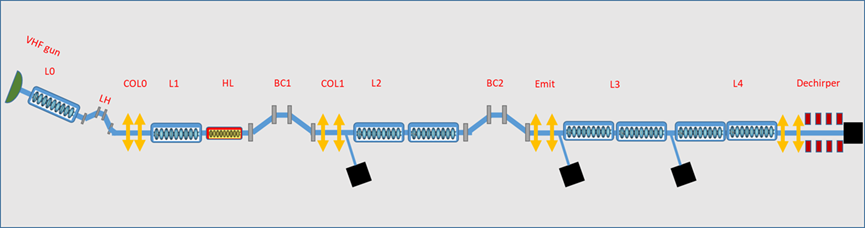 VHF gun
L0
LH
COL0
L1
HL
BC1
COL1
L2
BC2
Emit
L3
L4
Dechirper